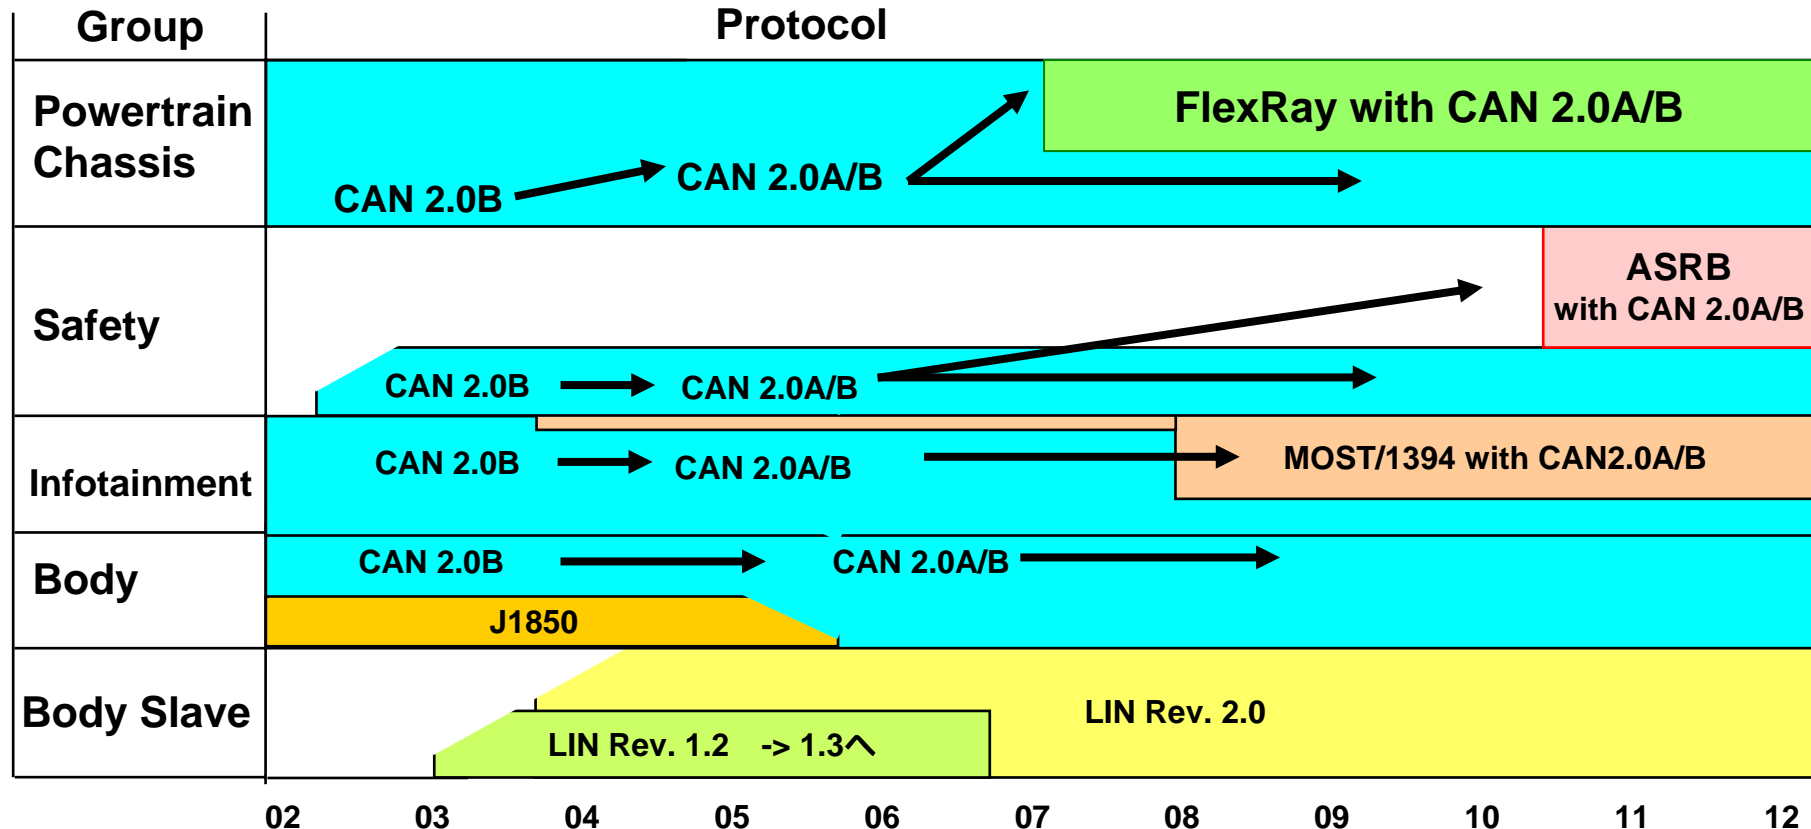 Group
Protocol
Powertrain
Chassis
CAN 2.0B
CAN 2.0A/B
FlexRay with CAN 2.0A/B
Safety
CAN 2.0B
CAN 2.0A/B
ASRB
with CAN 2.0A/B
Infotainment
CAN 2.0B
CAN 2.0A/B
MOST/1394 with CAN2.0A/B
Body
CAN 2.0B
CAN 2.0A/B
J1850
Body Slave
LIN Rev. 1.2 -> 1.3へ
LIN Rev. 2.0
02 03 04 05 06 07 08 09 10 11 12